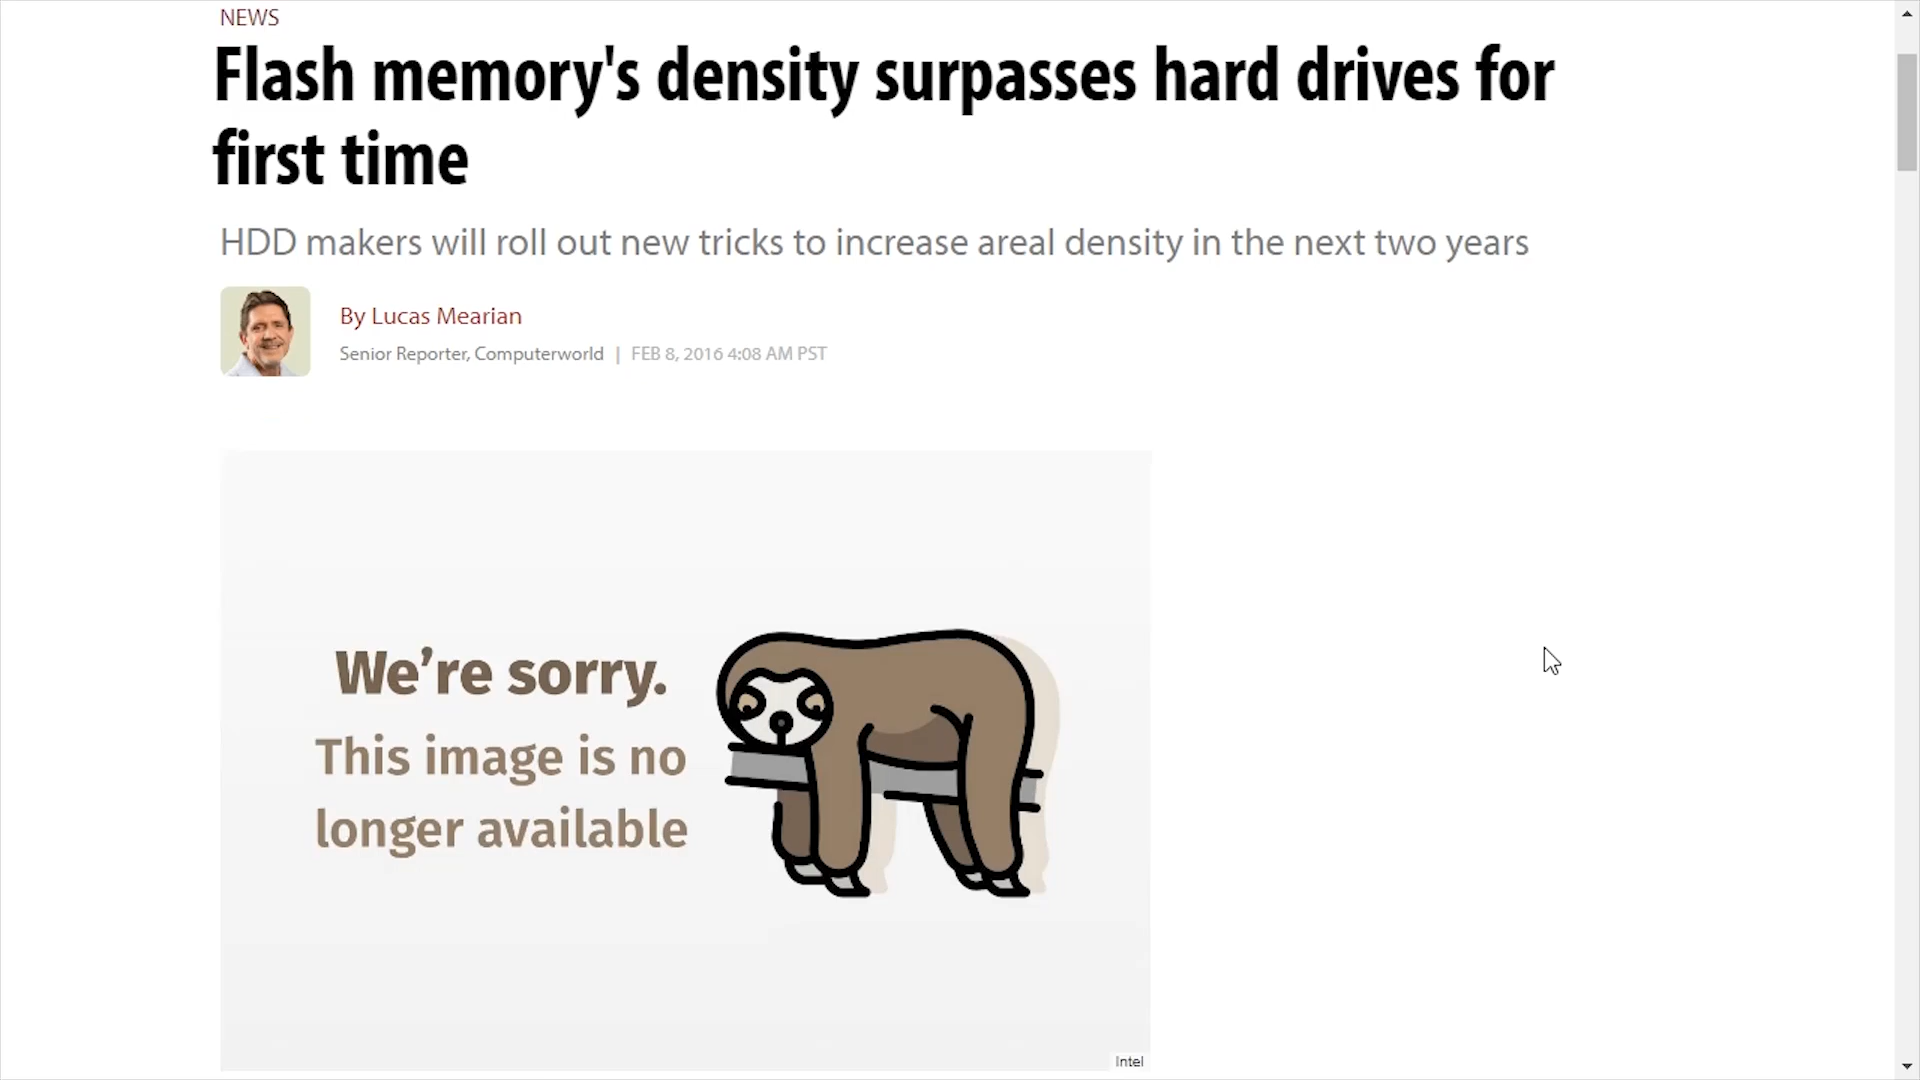 NEWS
Flash memory's density surpasses hard drives for
first time
HDD makers will roll out new tricks to increase areal density in the next two years
By Lucas Mearian
Senior Reporter, Computerworld | FEB 8, 2016 4:08 AM PST
We’re sorry.
This image is no
longer available
Intel